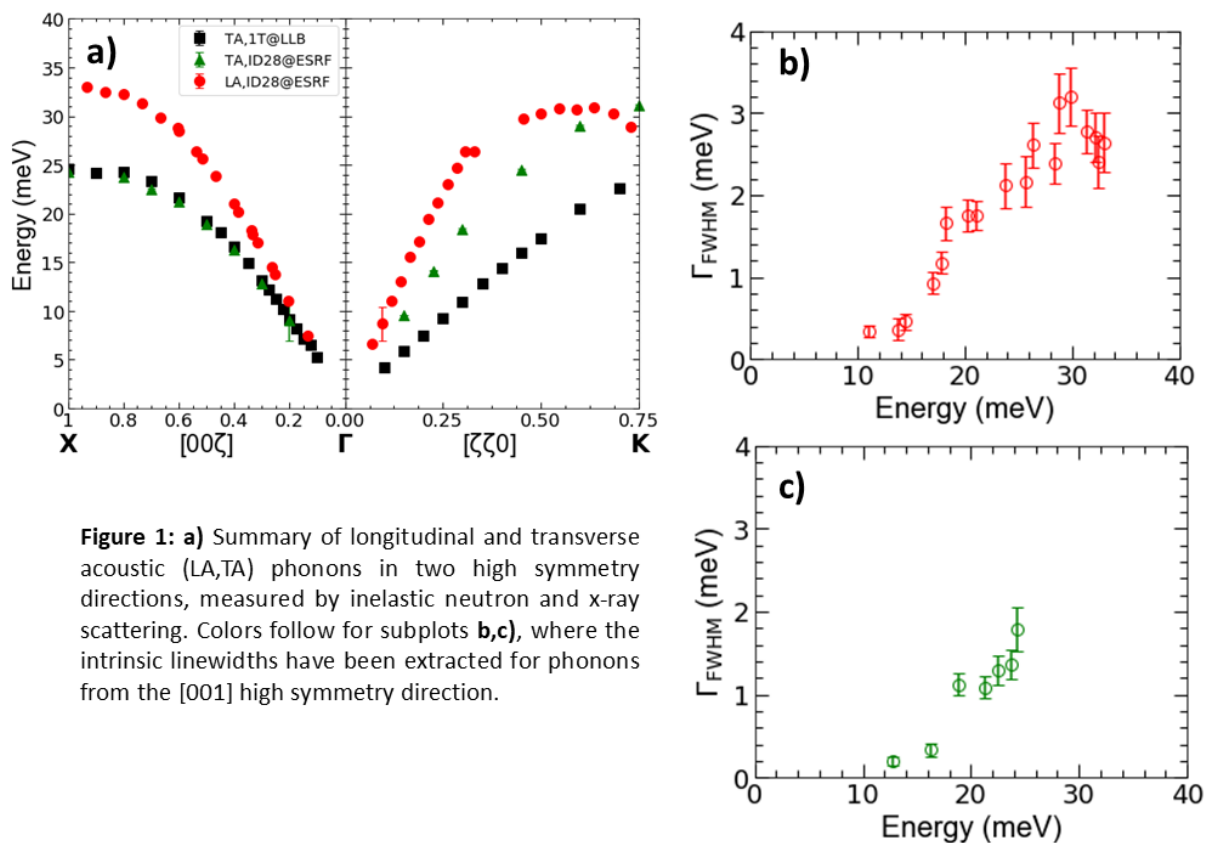 a)
TA,1T@LLB
TA,ID28@ESRF
LA,ID28@ESRF
Energy (meV)
40
35
30
25
20
15
10
5
0
1 0.8 0.6 0.4 0.2 0.00 0.25 0.50 0.75
X [00ζ] Γ [ζζ0] K
b)
ΓFWHM (meV)
4
3
2
1
0
0 10 20 30 40
Energy (meV)
c)
ΓFWHM (meV)
4
3
2
1
0
0 10 20 30 40
Energy (meV)
Figure 1: a) Summary of longitudinal and transverse
acoustic (LA,TA) phonons in two high symmetry
directions, measured by inelastic neutron and x-ray
scattering. Colors follow for subplots b,c), where the
intrinsic linewidths have been extracted for phonons
from the [001] high symmetry direction.